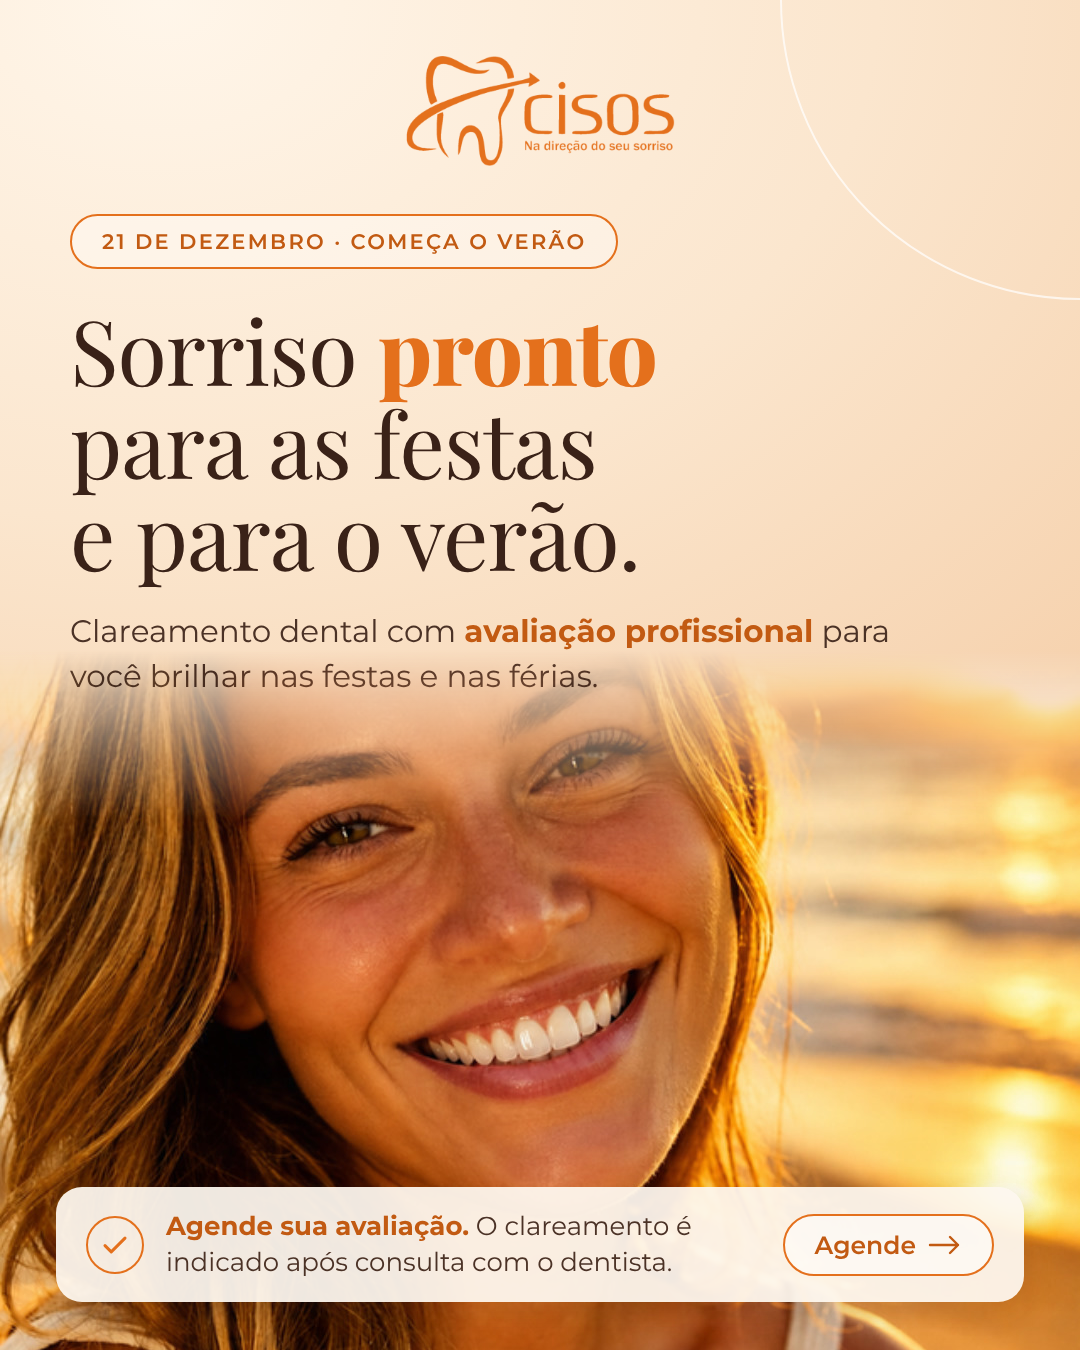 cisos
Na direção do seu sorriso
21 DE DEZEMBRO · COMEÇA O VERÃO
Sorriso pronto
para as festas
e para o verão.
Clareamento dental com avaliação profissional para
você brilhar nas festas e nas férias.
Agende sua avaliação. O clareamento é
indicado após consulta com o dentista.
Agende →